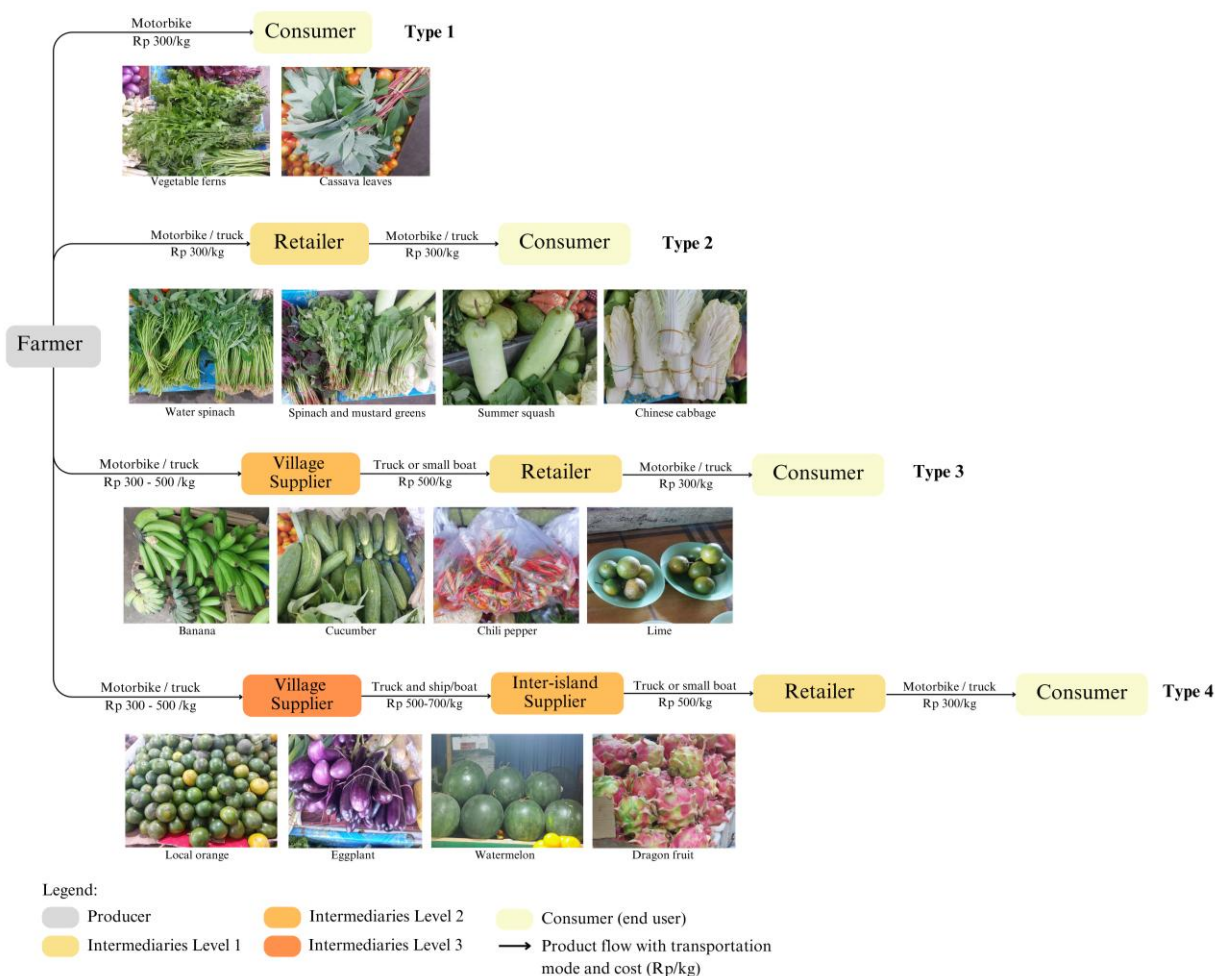 Motorbike
Rp 300/kg
Consumer
Type 1
Vegetable ferns
Cassava leaves
Motorbike / truck
Rp 300/kg
Retailer
Motorbike / truck
Rp 300/kg
Consumer
Type 2
Farmer
Water spinach
Spinach and mustard greens
Summer squash
Chinese cabbage
Motorbike / truck
Rp 300 - 500 /kg
Village
Supplier
Truck or small boat
Rp 500/kg
Retailer
Motorbike / truck
Rp 300/kg
Consumer
Type 3
Banana
Cucumber
Chili pepper
Lime
Motorbike / truck
Rp 300 - 500 /kg
Village
Supplier
Truck and ship/boat
Rp 500-700/kg
Inter-island
Supplier
Truck or small boat
Rp 500/kg
Retailer
Motorbike / truck
Rp 300/kg
Consumer
Type 4
Local orange
Eggplant
Watermelon
Dragon fruit
Legend:
Producer
Intermediaries Level 1
Intermediaries Level 2
Intermediaries Level 3
Consumer (end user)
Product flow with transportation
mode and cost (Rp/kg)